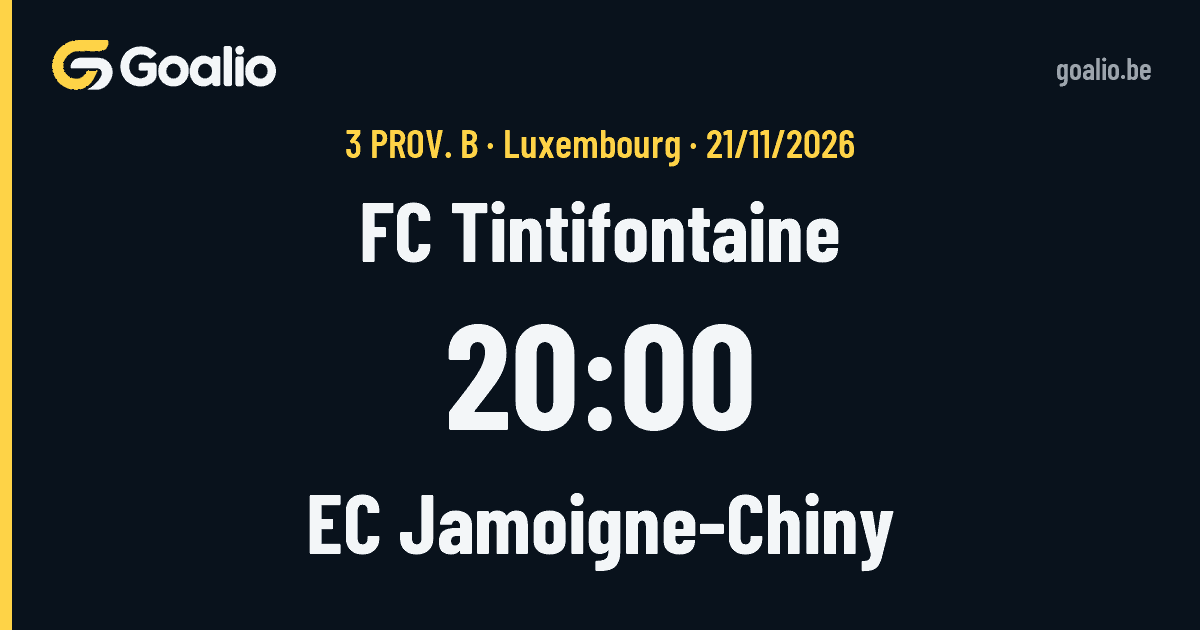 Goalio
goalio.be
3 PROV. B · Luxembourg · 21/11/2026
FC Tintifontaine
20:00
EC Jamoigne-Chiny